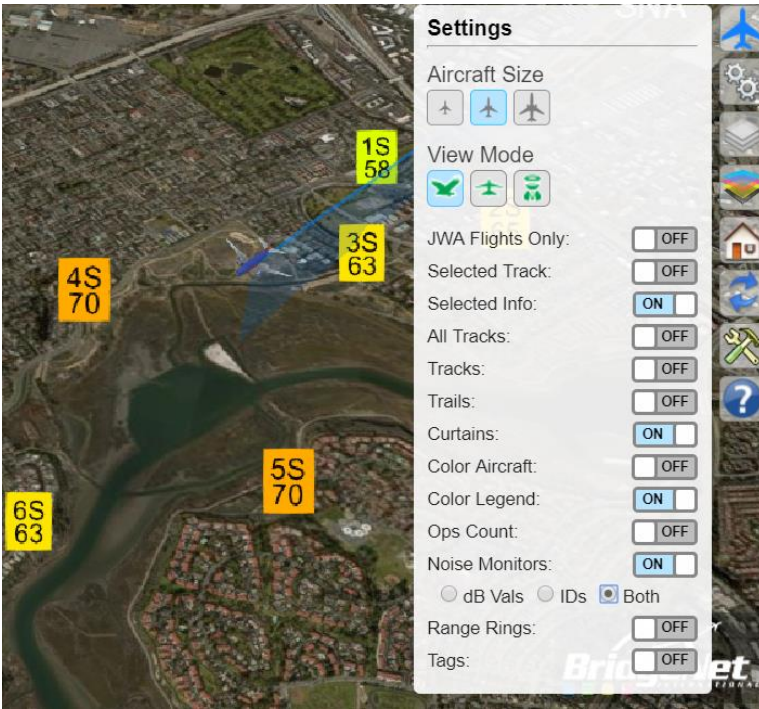 SNA
Settings
Aircraft Size
View Mode
JWA Flights Only:
OFF
Selected Track:
OFF
Selected Info:
ON
All Tracks:
OFF
Tracks:
OFF
Trails:
OFF
Curtains:
ON
Color Aircraft:
OFF
Color Legend:
ON
Ops Count:
OFF
Noise Monitors:
ON
dB Vals
IDs
Both
Range Rings:
OFF
Tags:
OFF
1S
58
3S
63
4S
70
5S
70
6S
63
?
BridgeNet
INTERNATIONAL